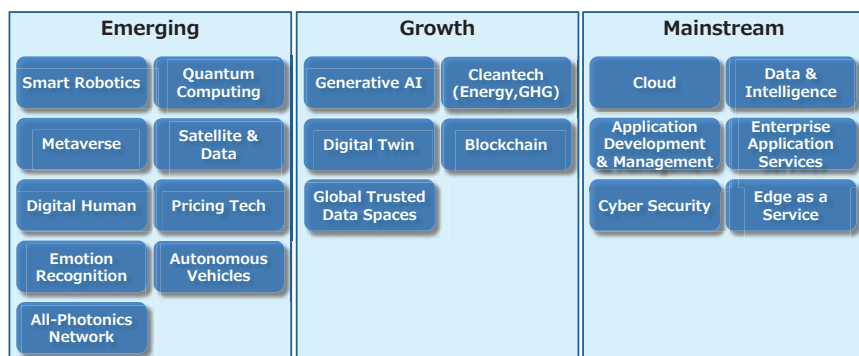 Emerging
Smart Robotics
Quantum
Computing
Metaverse
Satellite &
Data
Digital Human
Pricing Tech
Emotion
Recognition
Autonomous
Vehicles
All-Photonics
Network
Growth
Generative AI
Cleantech
(Energy,GHG)
Digital Twin
Blockchain
Global Trusted
Data Spaces
Mainstream
Cloud
Data &
Intelligence
Application
Development
& Management
Enterprise
Application
Services
Cyber Security
Edge as a
Service